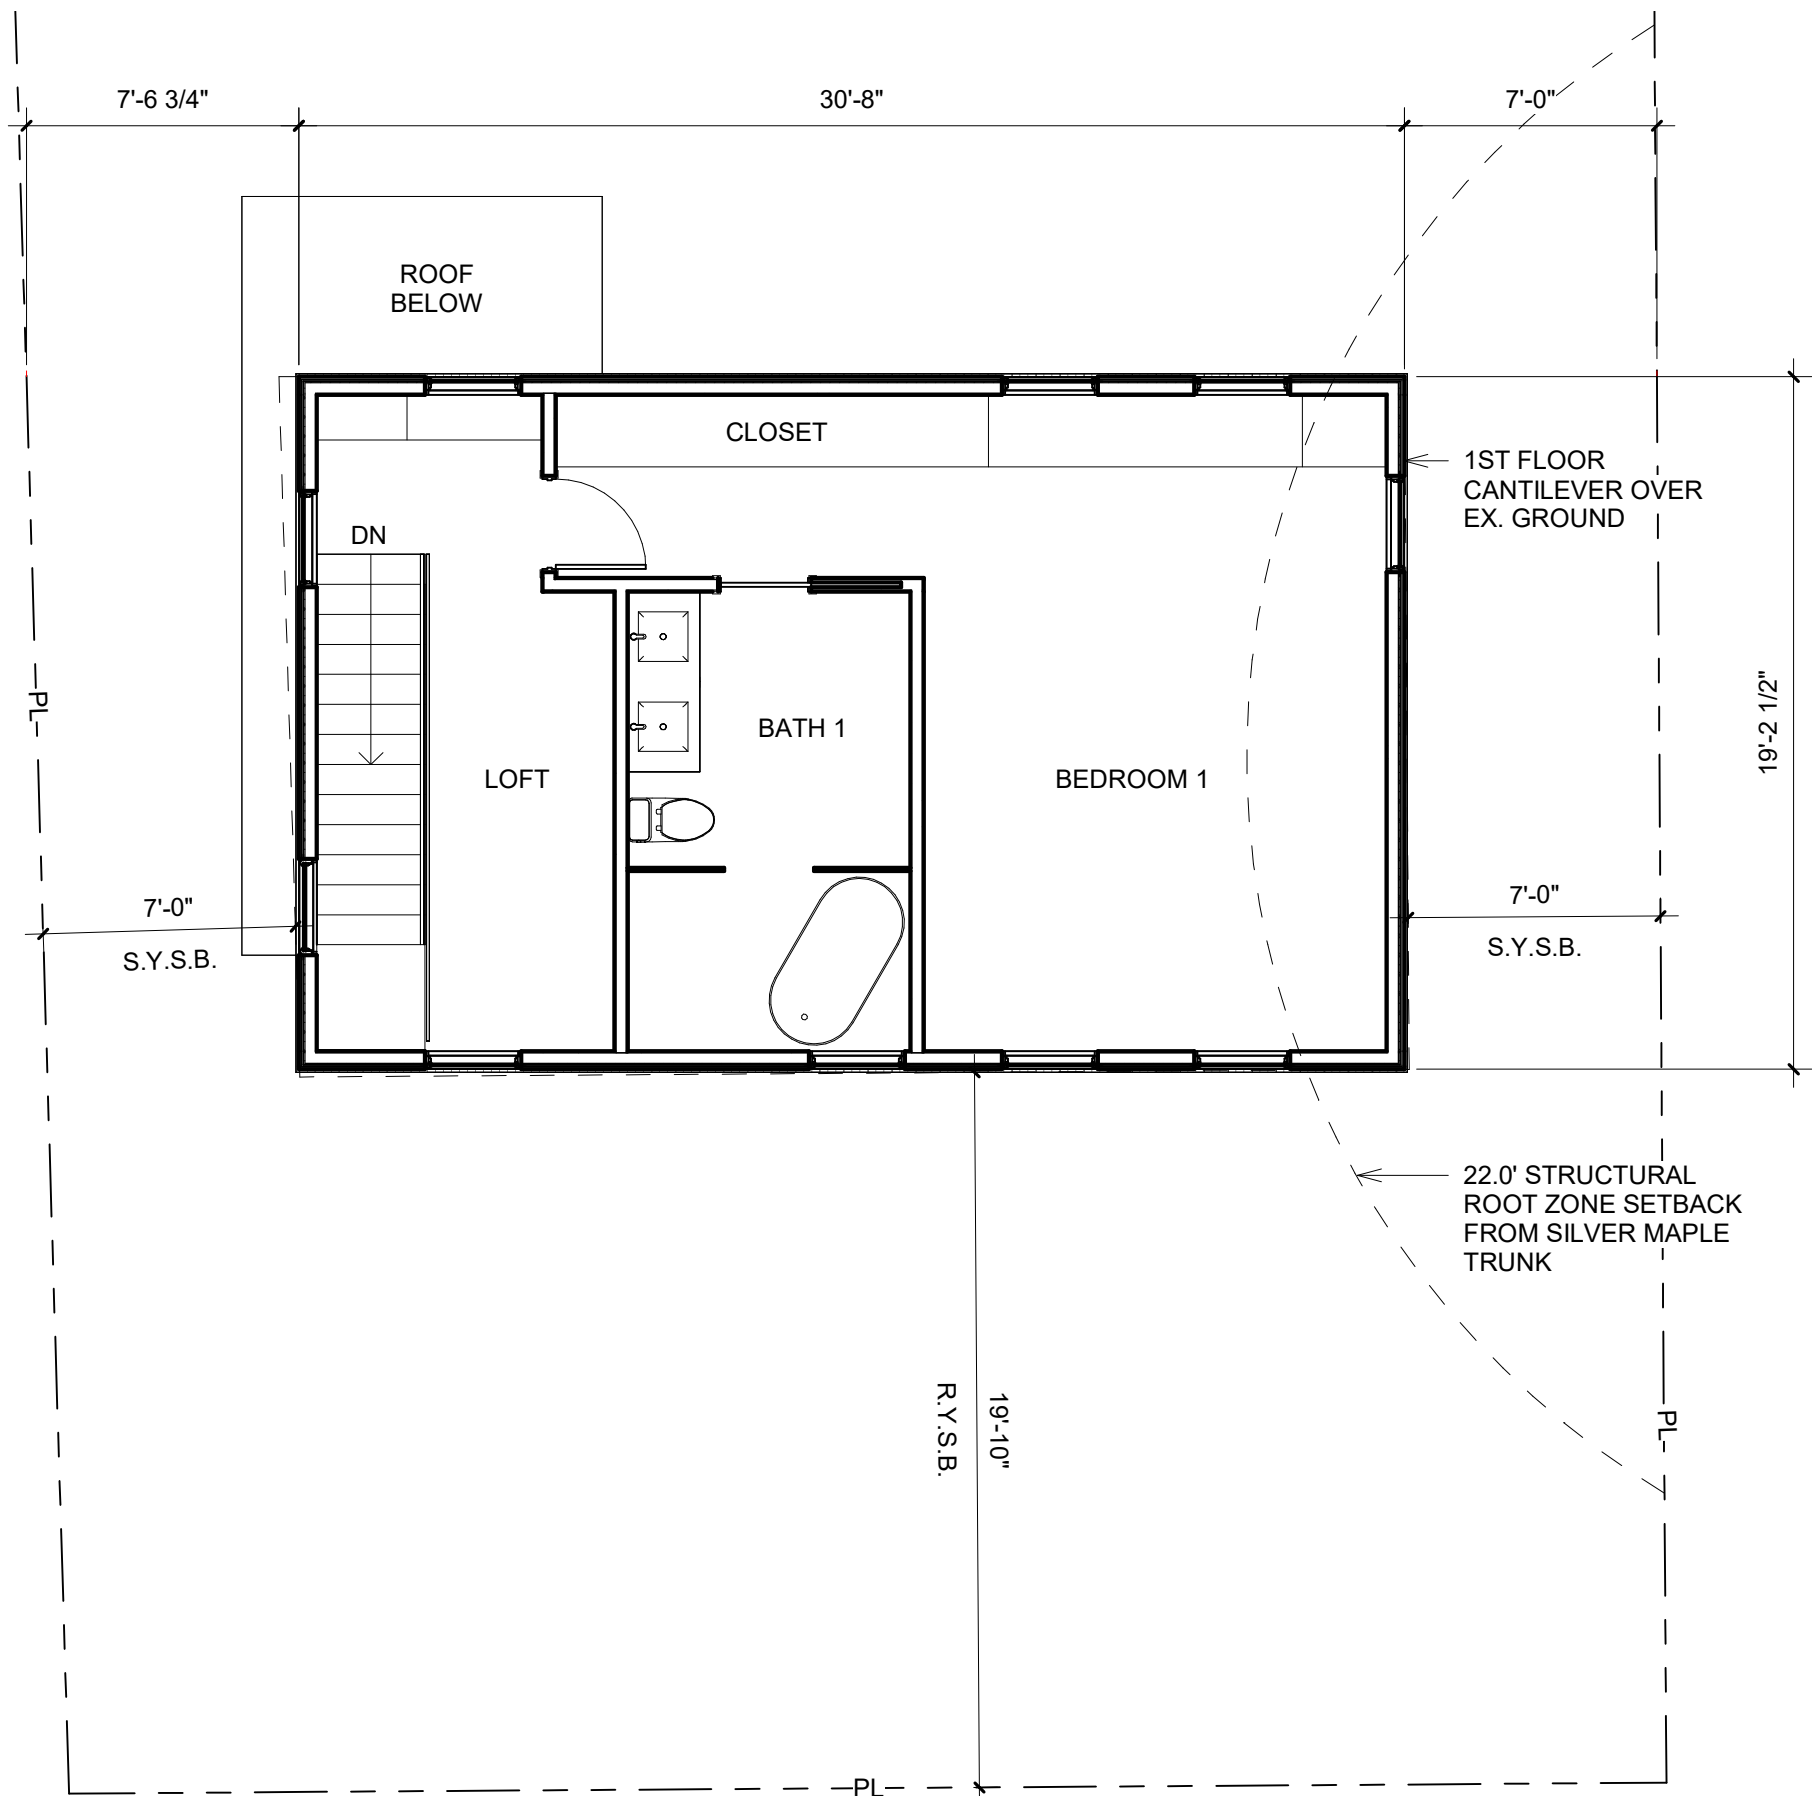 7'-6 3/4"
30'-8"
7'-0"
ROOF
BELOW
CLOSET
1ST FLOOR
CANTILEVER OVER
EX. GROUND
DN
PL
19'-2 1/2"
BATH 1
LOFT
BEDROOM 1
7'-0"
S.Y.S.B.
7'-0"
S.Y.S.B.
22.0' STRUCTURAL
ROOT ZONE SETBACK
FROM SILVER MAPLE
TRUNK
19'-10"
R.Y.S.B.
PL
PL